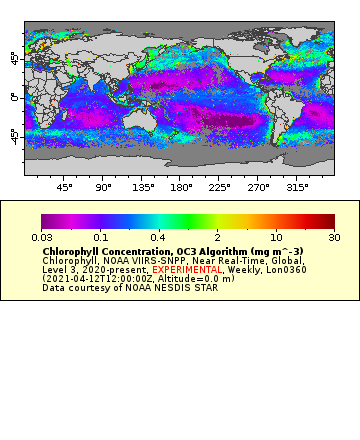 45°
0°
-45°
45° 90° 135° 180° 225° 270° 315°
0.03 0.1 0.4 2 10 30
Chlorophyll Concentration, OC3 Algorithm (mg m^-3)
Chlorophyll, NOAA VIIRS-SNPP, Near Real-Time, Global,
Level 3, 2020-present, EXPERIMENTAL, Weekly, Lon0360
(2021-04-12T12:00:00Z, Altitude=0.0 m)
Data courtesy of NOAA NESDIS STAR